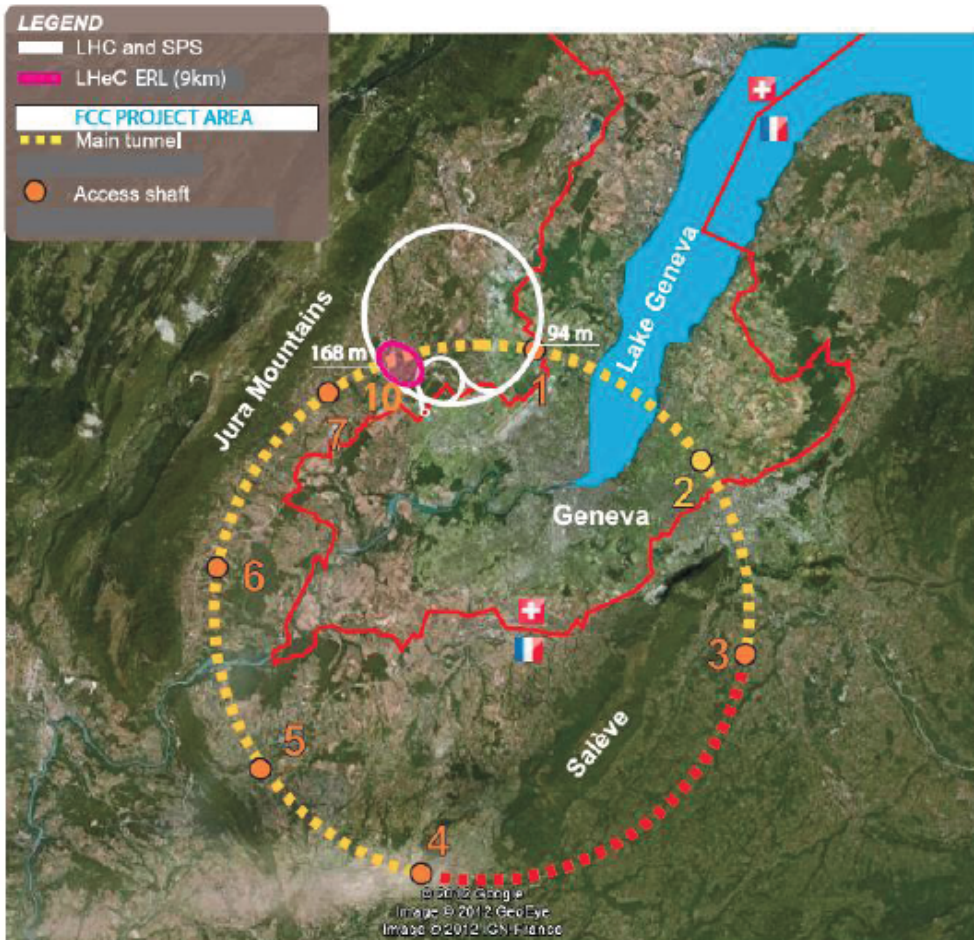 LEGEND
LHC and SPS
LHeC ERL (9km)
FCC PROJECT AREA
Main tunnel
Access shaft
Jura Mountains
Lake Geneva
168 m
94 m
10
1
7
2
Geneva
6
3
Salève
5
4
© 2012 Google
Image © 2012 GeoEye
Image © 2012 IGN-France